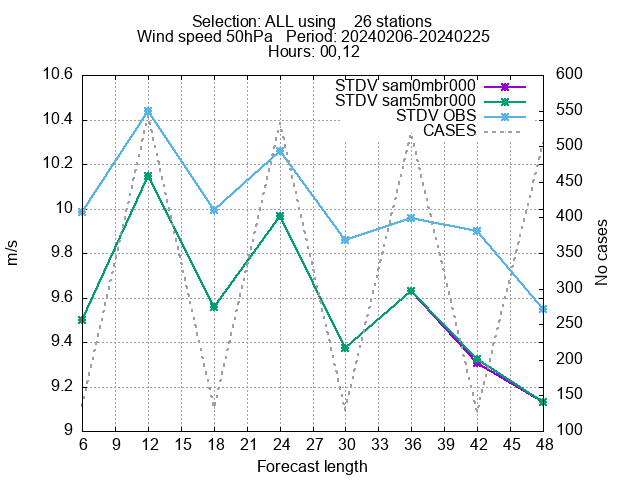 Selection: ALL using    26 stations
Wind speed 50hPa   Period: 20240206-20240225
Hours: 00,12
STDV sam0mbr000
STDV sam5mbr000
STDV OBS
CASES
10.6
10.4
10.2
10
9.8
9.6
9.4
9.2
9
m/s
600
550
500
450
400
350
300
250
200
150
100
No cases
6 9 12 15 18 21 24 27 30 33 36 39 42 45 48
Forecast length